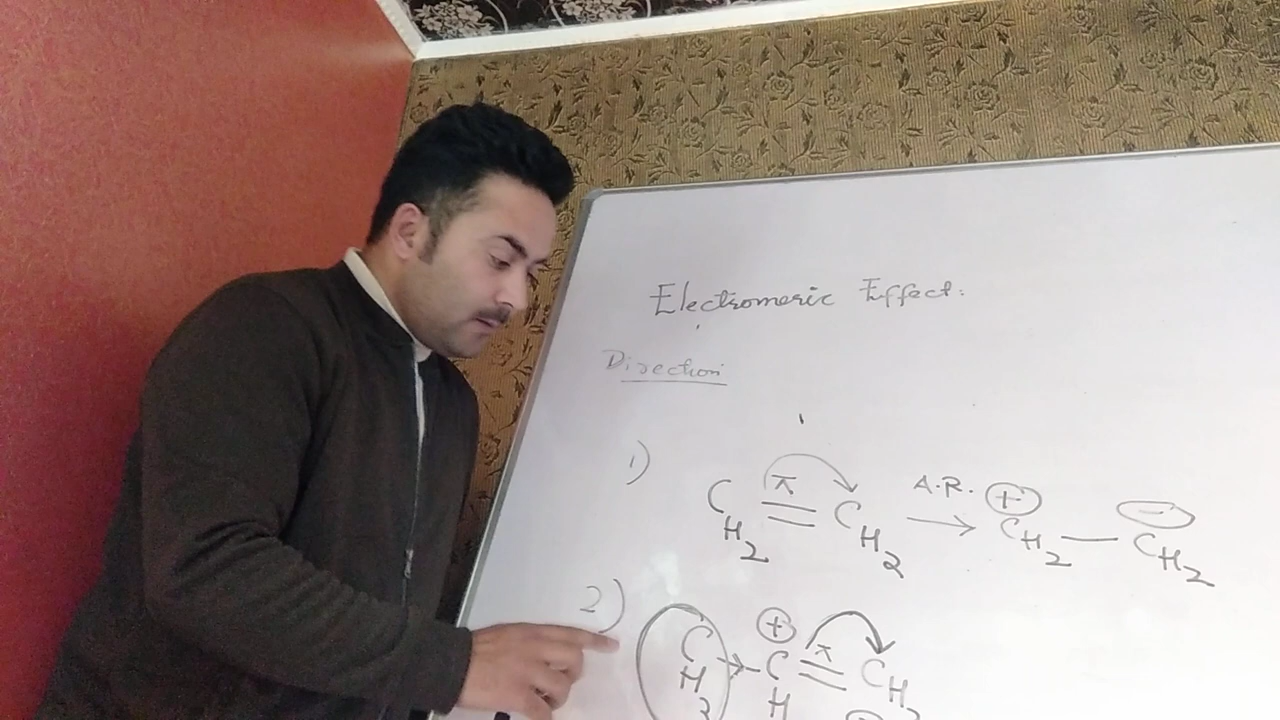 Electromeric Effect:
Direction
1) CH2 = CH2 π A.R. → ⊕CH2 — ⊖CH2
2) CH3 → ⊕CH = CH2 π